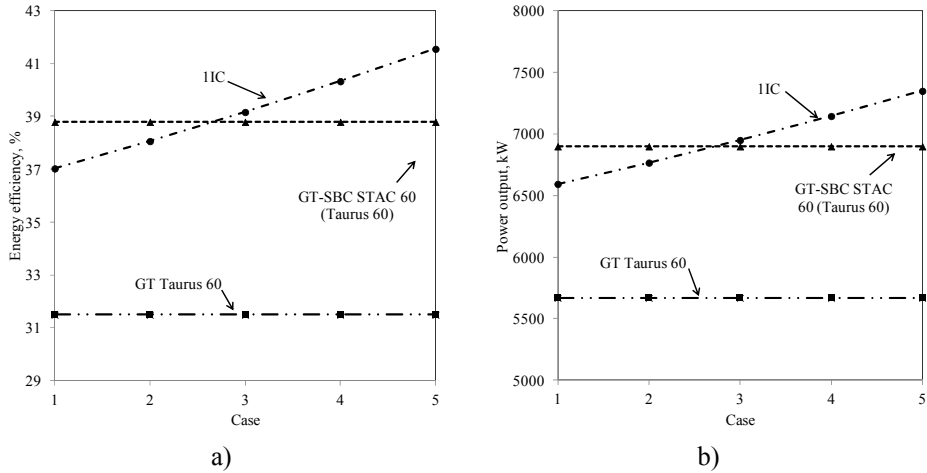 43
41
39
37
35
33
31
29
Energy efficiency, %
1IC
GT-SBC STAC 60
(Taurus 60)
GT Taurus 60
1 2 3 4 5
Case
a)
8000
7500
7000
6500
6000
5500
5000
Power output, kW
1IC
GT-SBC STAC
60 (Taurus 60)
GT Taurus 60
1 2 3 4 5
Case
b)